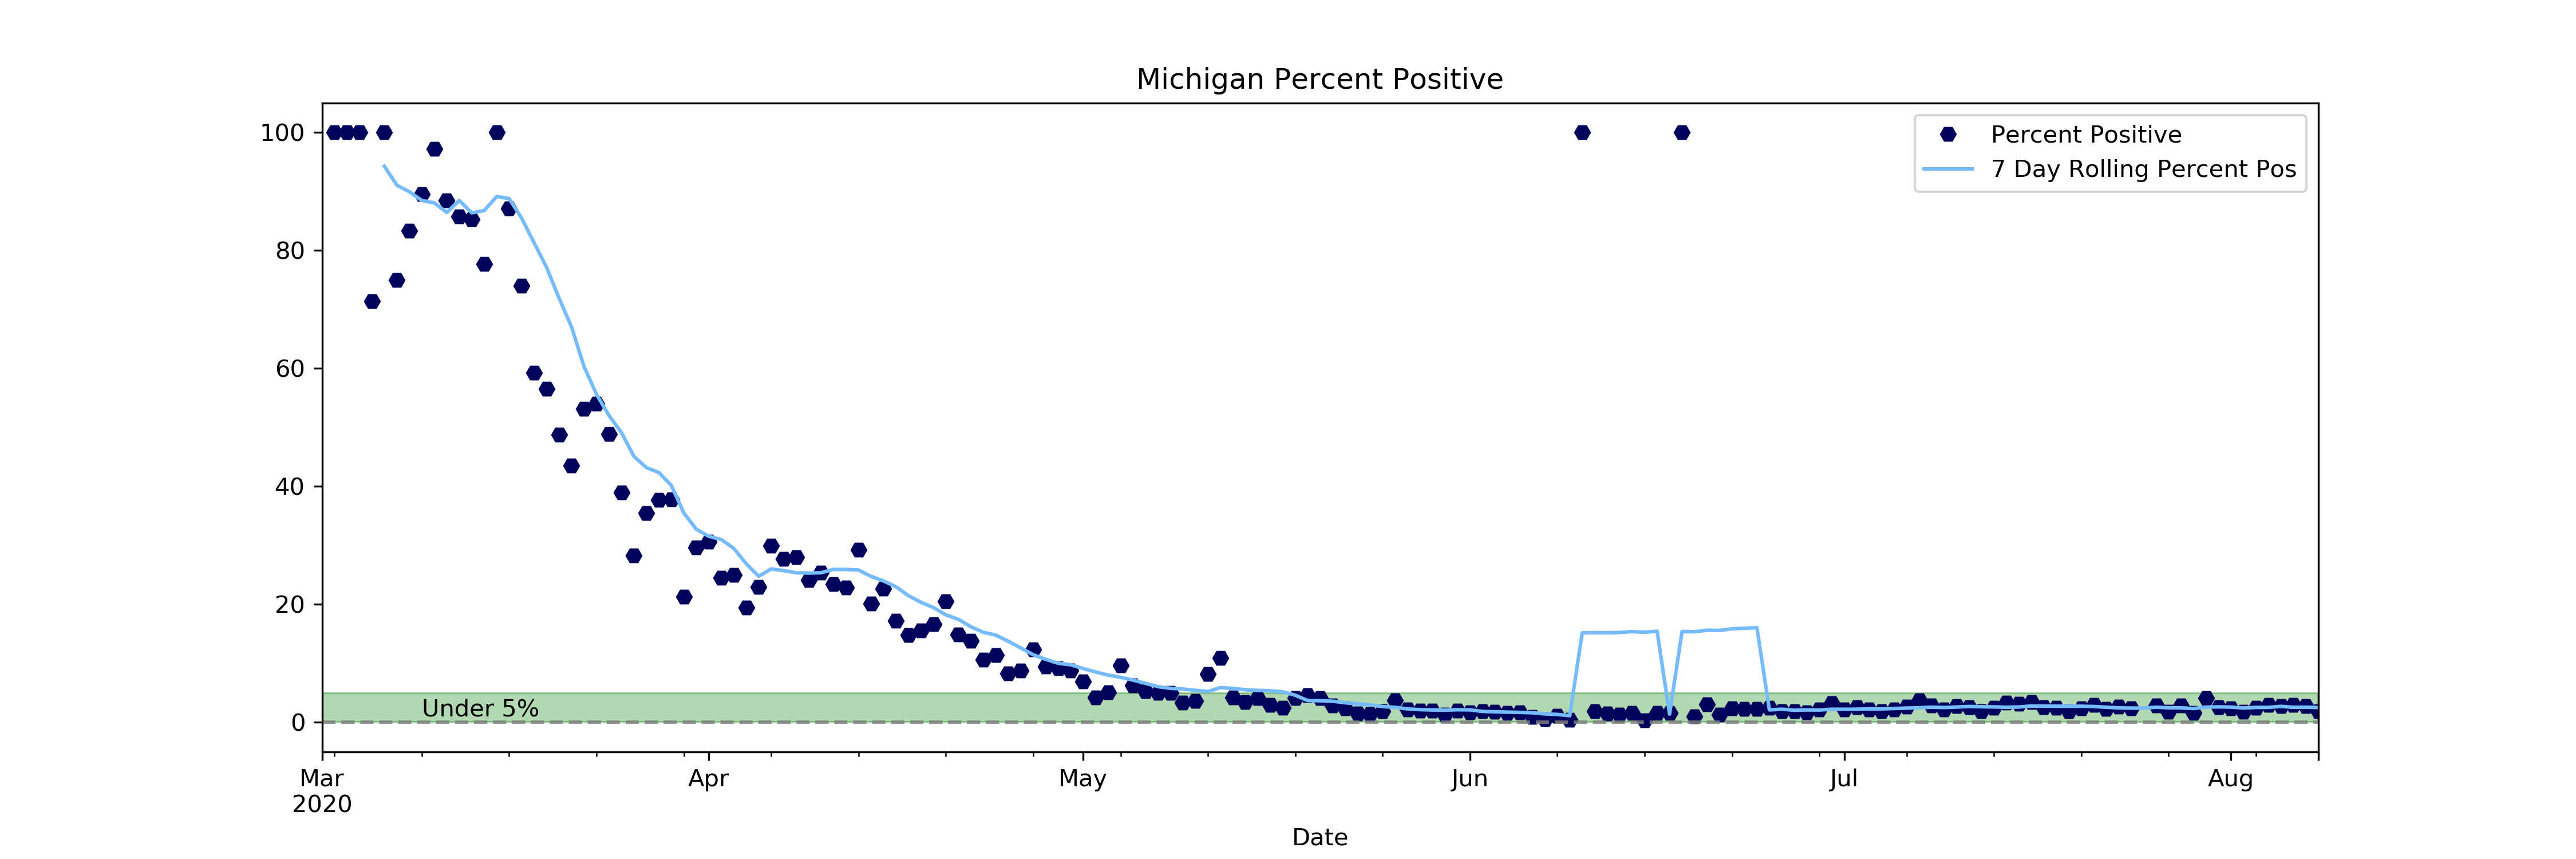 Michigan Percent Positive
100
80
60
40
20
0
Percent Positive
7 Day Rolling Percent Pos
Under 5%
Mar
2020
Apr
May
Jun
Jul
Aug
Date